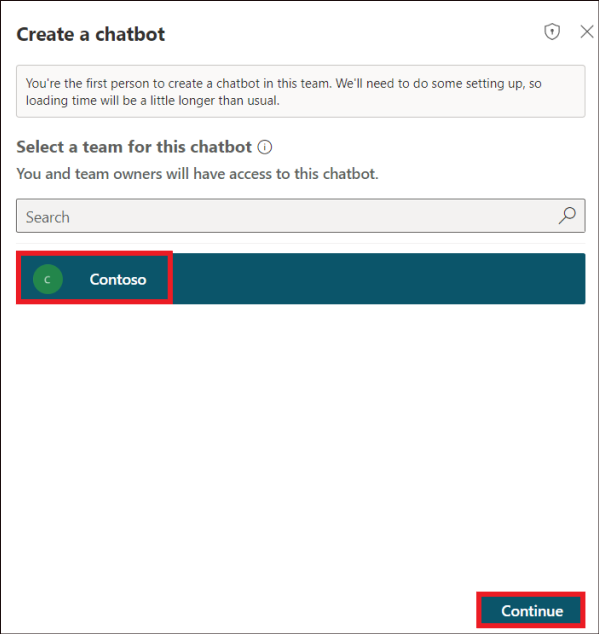 Create a chatbot
You're the first person to create a chatbot in this team. We'll need to do some setting up, so
loading time will be a little longer than usual.
Select a team for this chatbot
You and team owners will have access to this chatbot.
Search
C Contoso
Continue